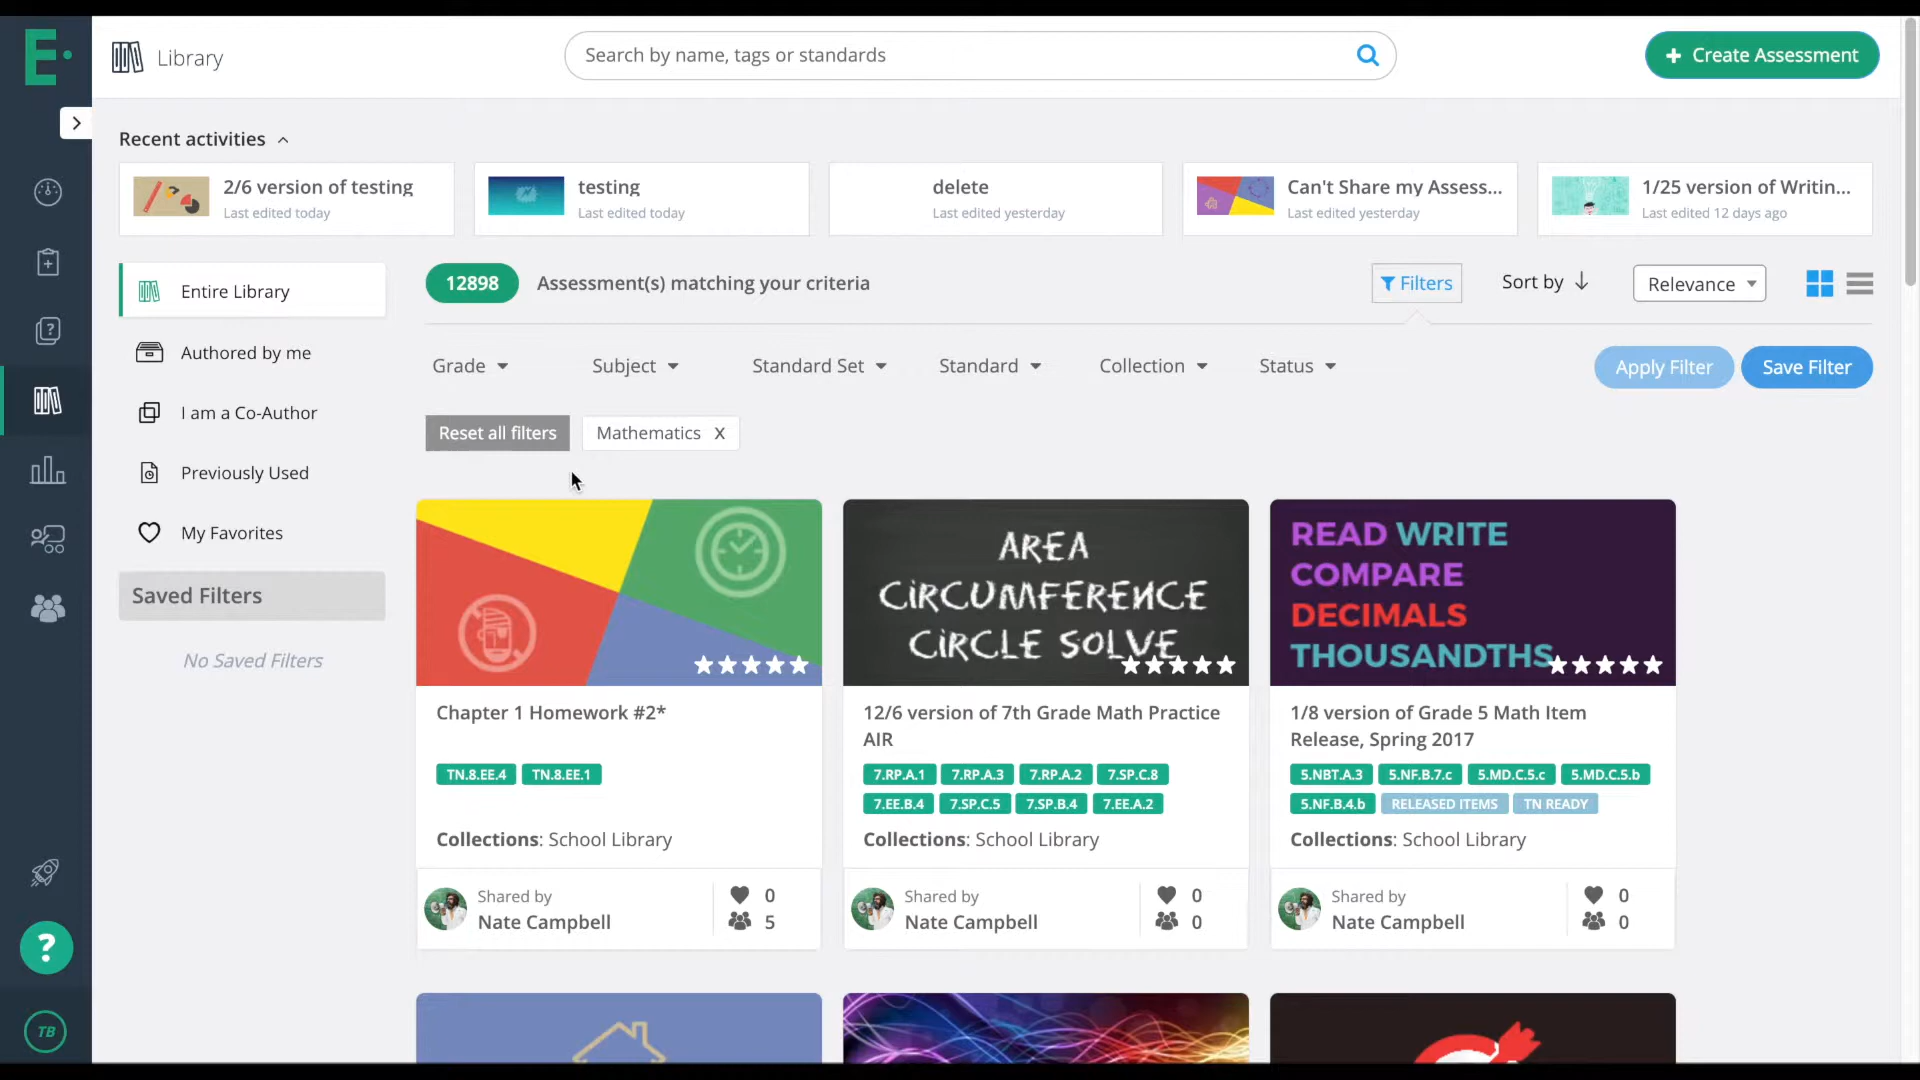 E
Library
Search by name, tags or standards
+ Create Assessment
Recent activities
2/6 version of testing
Last edited today
testing
Last edited today
delete
Last edited yesterday
Can't Share my Assess...
Last edited yesterday
1/25 version of Writin...
Last edited 12 days ago
Entire Library
Authored by me
I am a Co-Author
Previously Used
My Favorites
Saved Filters
No Saved Filters
12898 Assessment(s) matching your criteria
Filters
Sort by
Relevance
Grade
Subject
Standard Set
Standard
Collection
Status
Apply Filter
Save Filter
Reset all filters
Mathematics X
Chapter 1 Homework #2*
TN.8.EE.4 TN.8.EE.1
Collections: School Library
Shared by
Nate Campbell
0
5
AREA
CIRCUMFERENCE
CIRCLE SOLVE
12/6 version of 7th Grade Math Practice
AIR
7.RP.A.1 7.RP.A.3 7.RP.A.2 7.SP.C.8
7.EE.B.4 7.SP.C.5 7.SP.B.4 7.EE.A.2
Collections: School Library
Shared by
Nate Campbell
0
0
READ WRITE
COMPARE
DECIMALS
THOUSANDTHS
1/8 version of Grade 5 Math Item
Release, Spring 2017
5.NBT.A.3 5.NF.B.7.c 5.MD.C.5.c 5.MD.C.5.b
5.NF.B.4.b RELEASED ITEMS TN READY
Collections: School Library
Shared by
Nate Campbell
0
0
?
TB